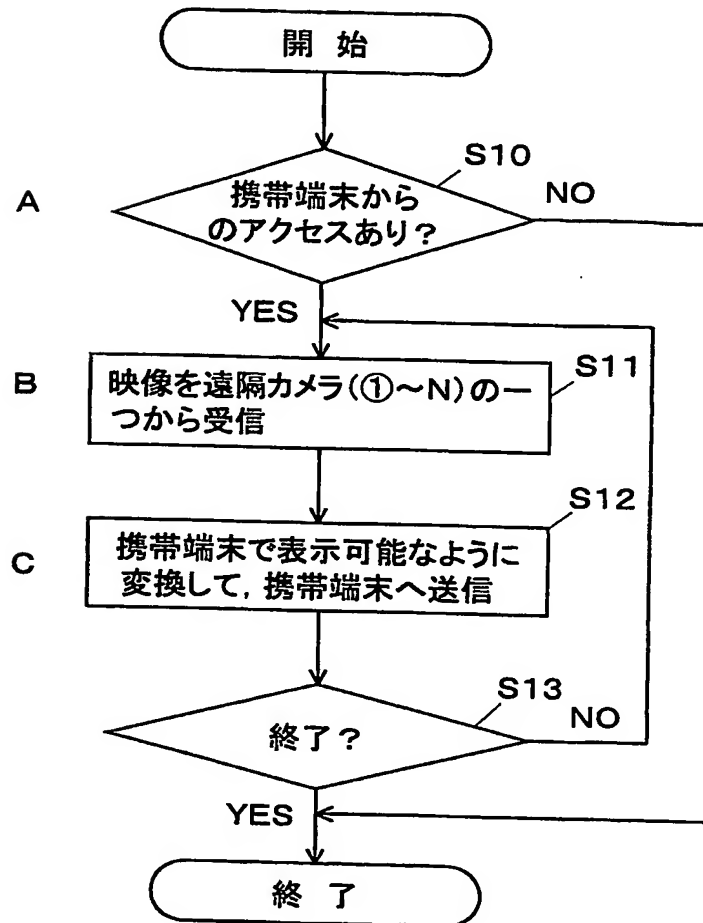 開始
S10
A
携帯端末から
のアクセスあり?
NO
YES
S11
B
映像を遠隔カメラ(①~N)の一
つから受信
S12
C
携帯端末で表示可能なように
変換して,携帯端末へ送信
S13
終了?
NO
YES
終了